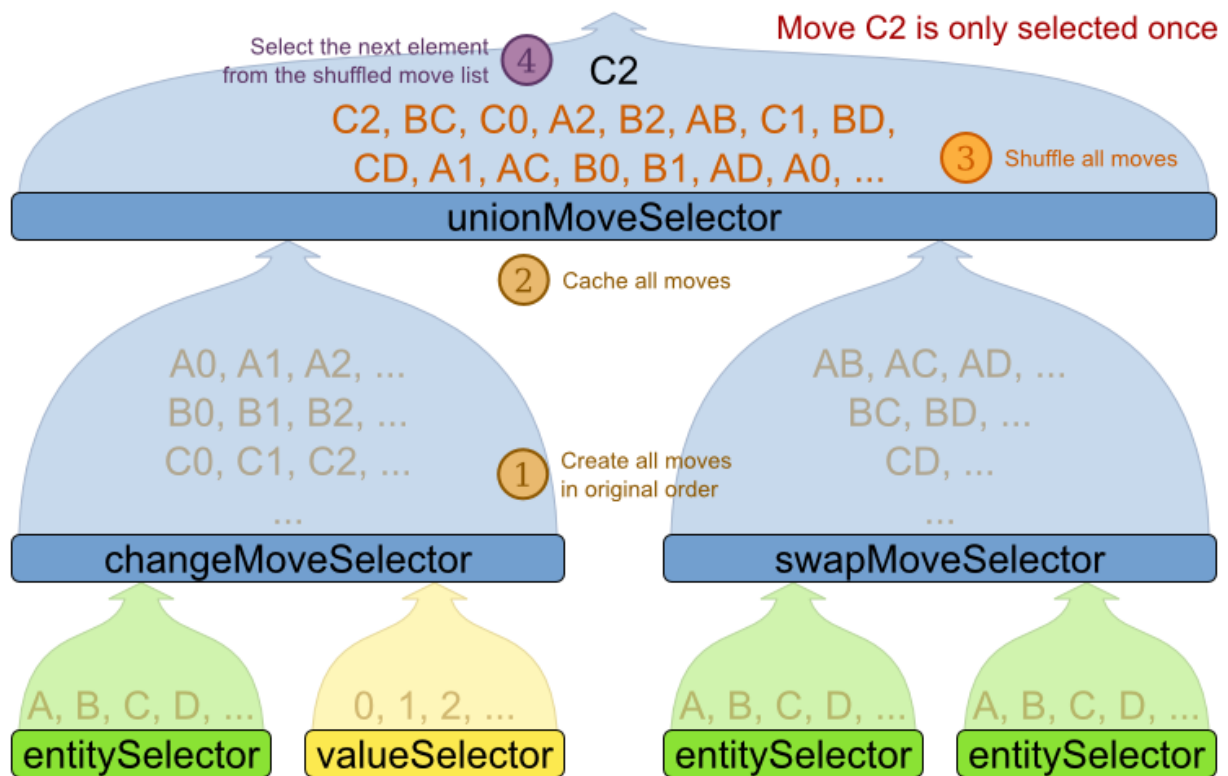 Move C2 is only selected once
Select the next element
from the shuffled move list
4
C2
C2, BC, C0, A2, B2, AB, C1, BD,
CD, A1, AC, B0, B1, AD, A0, ...
3
Shuffle all moves
unionMoveSelector
2
Cache all moves
A0, A1, A2, ...
B0, B1, B2, ...
C0, C1, C2, ...
...
1
Create all moves
in original order
AB, AC, AD, ...
BC, BD, ...
CD, ...
...
changeMoveSelector
swapMoveSelector
A, B, C, D, ...
0, 1, 2, ...
A, B, C, D, ...
A, B, C, D, ...
entitySelector
valueSelector
entitySelector
entitySelector